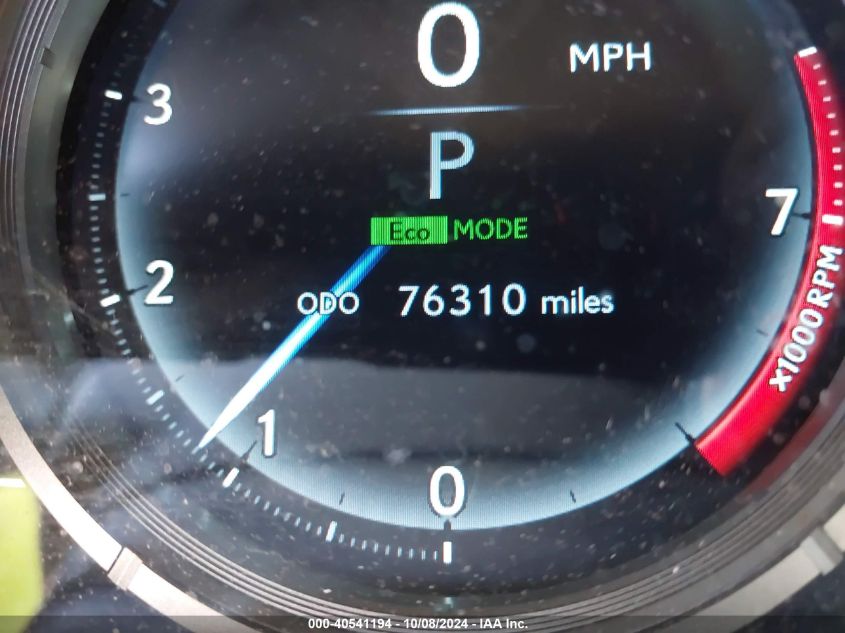 0 MPH
P
Eco MODE
ODO 76310 miles
3
2
1
0
7
x1000RPM
000-40541194 - 10/08/2024 - IAA Inc.